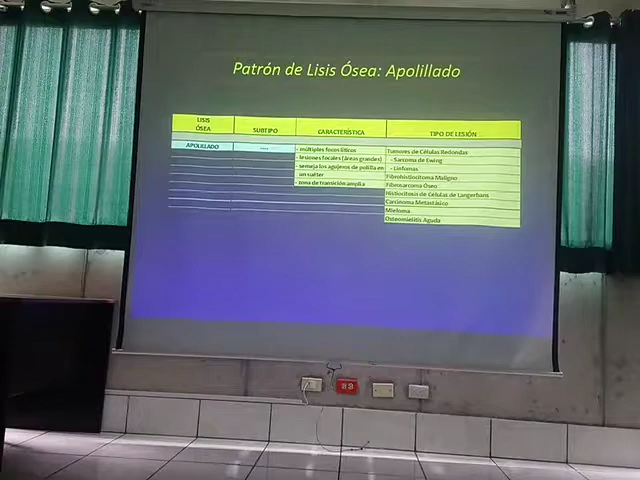 Patrón de Lisis Ósea: Apolillado
LISIS
ÓSEA
SUBTIPO
CARACTERÍSTICA
TIPO DE LESIÓN
APOLILLADO
----
- múltiples focos líticos
- lesiones focales (áreas grandes)
- semeja los agujeros de polilla en
un suéter
- zona de transición amplia
Tumores de Células Redondas
- Sarcoma de Ewing
- Linfomas
Fibrohistiocitoma Maligno
Fibrosarcoma Óseo
Histiocitosis de Células de Langerhans
Carcinoma Metastásico
Mieloma
Osteomielitis Aguda